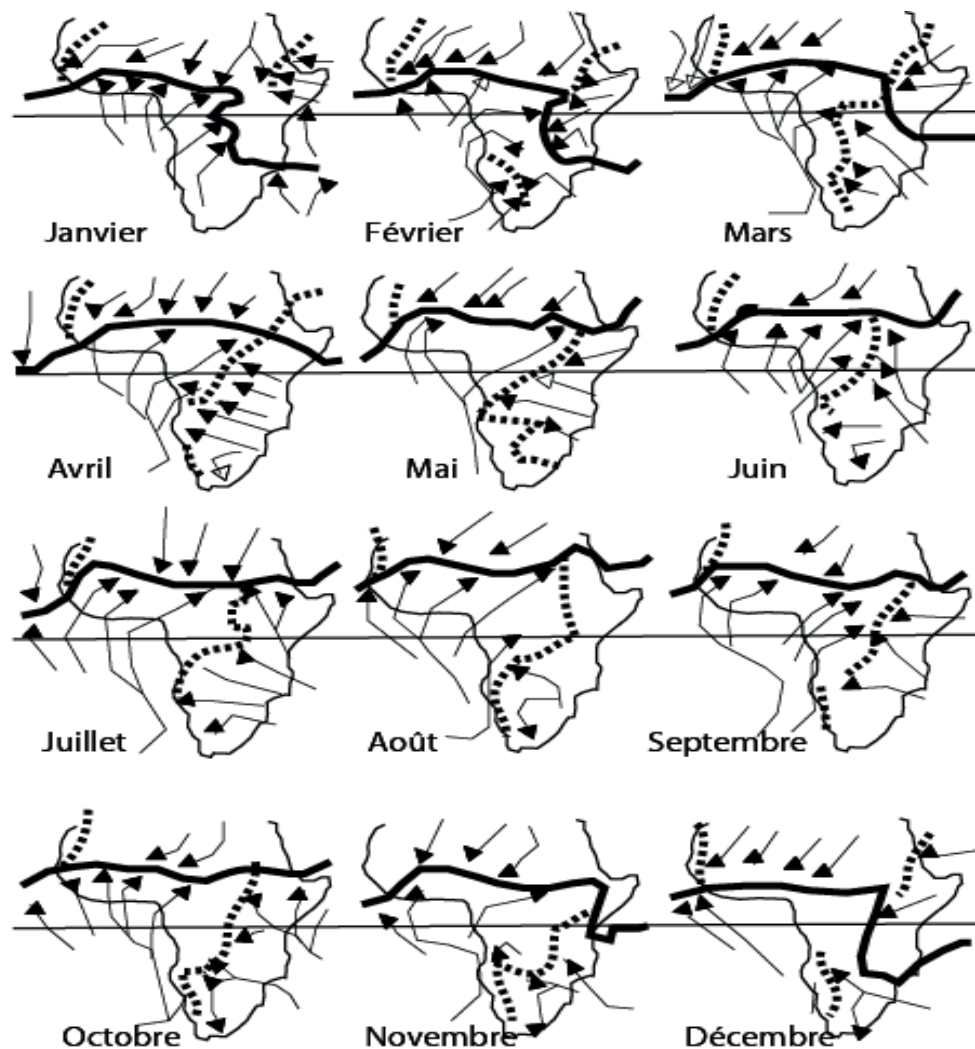 Janvier
Février
Mars
Avril
Mai
Juin
Juillet
Août
Septembre
Octobre
Novembre
Décembre